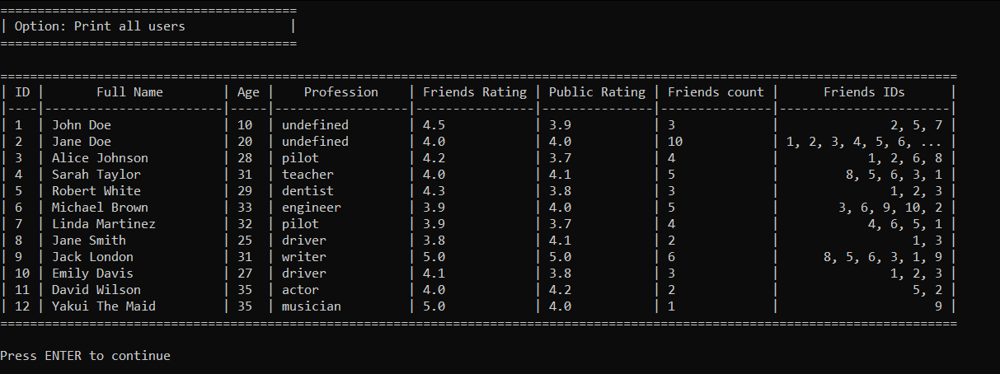 ========================================
| Option: Print all users              |
========================================
=================================================================================================================================
| ID |       Full Name        | Age |    Profession    | Friends Rating | Public Rating | Friends count |      Friends IDs      |
|----|------------------------|-----|------------------|----------------|---------------|---------------|-----------------------|
| 1  | John Doe               | 10  | undefined        | 4.5            | 3.9           | 3             |               2, 5, 7 |
| 2  | Jane Doe               | 20  | undefined        | 4.0            | 4.0           | 10            | 1, 2, 3, 4, 5, 6, ... |
| 3  | Alice Johnson          | 28  | pilot            | 4.2            | 3.7           | 4             |            1, 2, 6, 8 |
| 4  | Sarah Taylor           | 31  | teacher          | 4.0            | 4.1           | 5             |         8, 5, 6, 3, 1 |
| 5  | Robert White           | 29  | dentist          | 4.3            | 3.8           | 3             |               1, 2, 3 |
| 6  | Michael Brown          | 33  | engineer         | 3.9            | 4.0           | 5             |        3, 6, 9, 10, 2 |
| 7  | Linda Martinez         | 32  | pilot            | 3.9            | 3.7           | 4             |            4, 6, 5, 1 |
| 8  | Jane Smith             | 25  | driver           | 3.8            | 4.1           | 2             |                  1, 3 |
| 9  | Jack London            | 31  | writer           | 5.0            | 5.0           | 6             |      8, 5, 6, 3, 1, 9 |
| 10 | Emily Davis            | 27  | driver           | 4.1            | 3.8           | 3             |               1, 2, 3 |
| 11 | David Wilson           | 35  | actor            | 4.0            | 4.2           | 2             |                  5, 2 |
| 12 | Yakui The Maid         | 35  | musician         | 5.0            | 4.0           | 1             |                     9 |
=================================================================================================================================
Press ENTER to continue